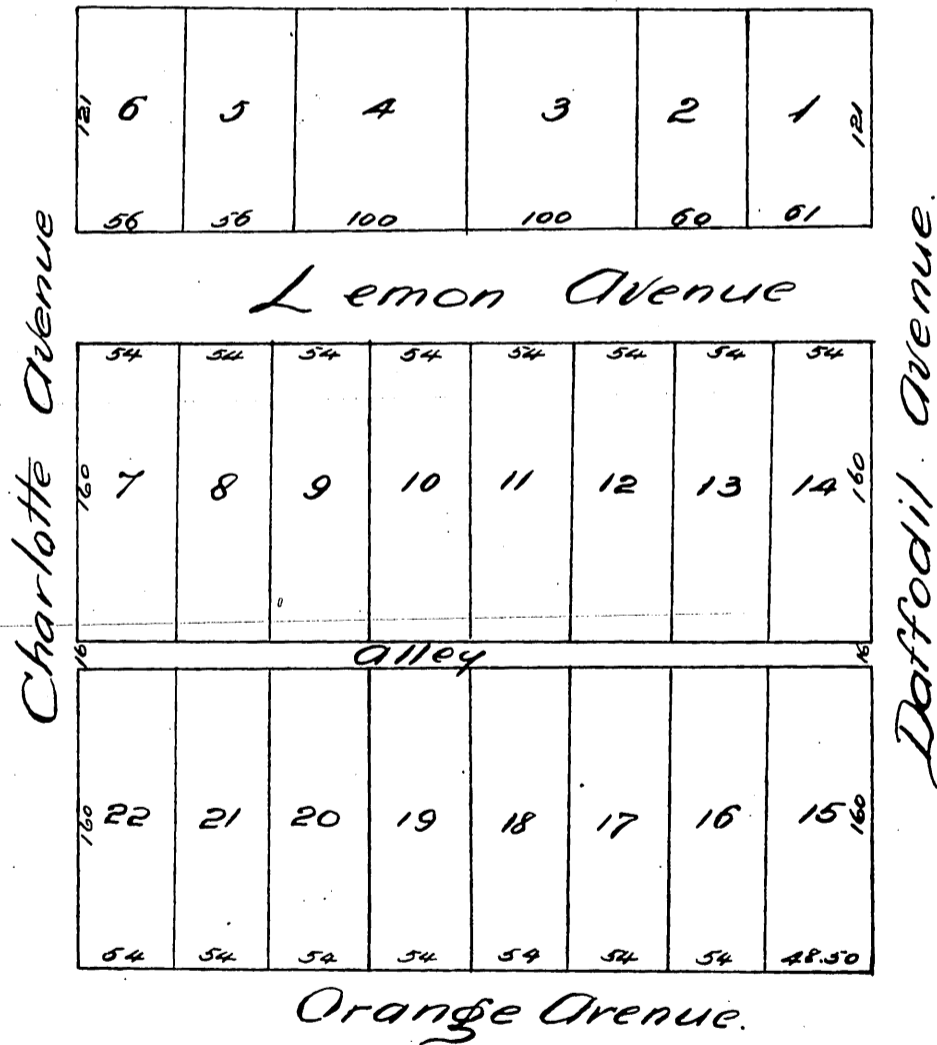 6 5 4 3 2 1
121 121
56 56 100 100 60 61
Lemon Avenue
54 54 54 54 54 54 54 54
7 8 9 10 11 12 13 14
160 160
16 alley 16
22 21 20 19 18 17 16 15
160 160
54 54 54 54 54 54 54 48.50
Orange Avenue.
Charlotte Avenue
Daffodil Avenue.